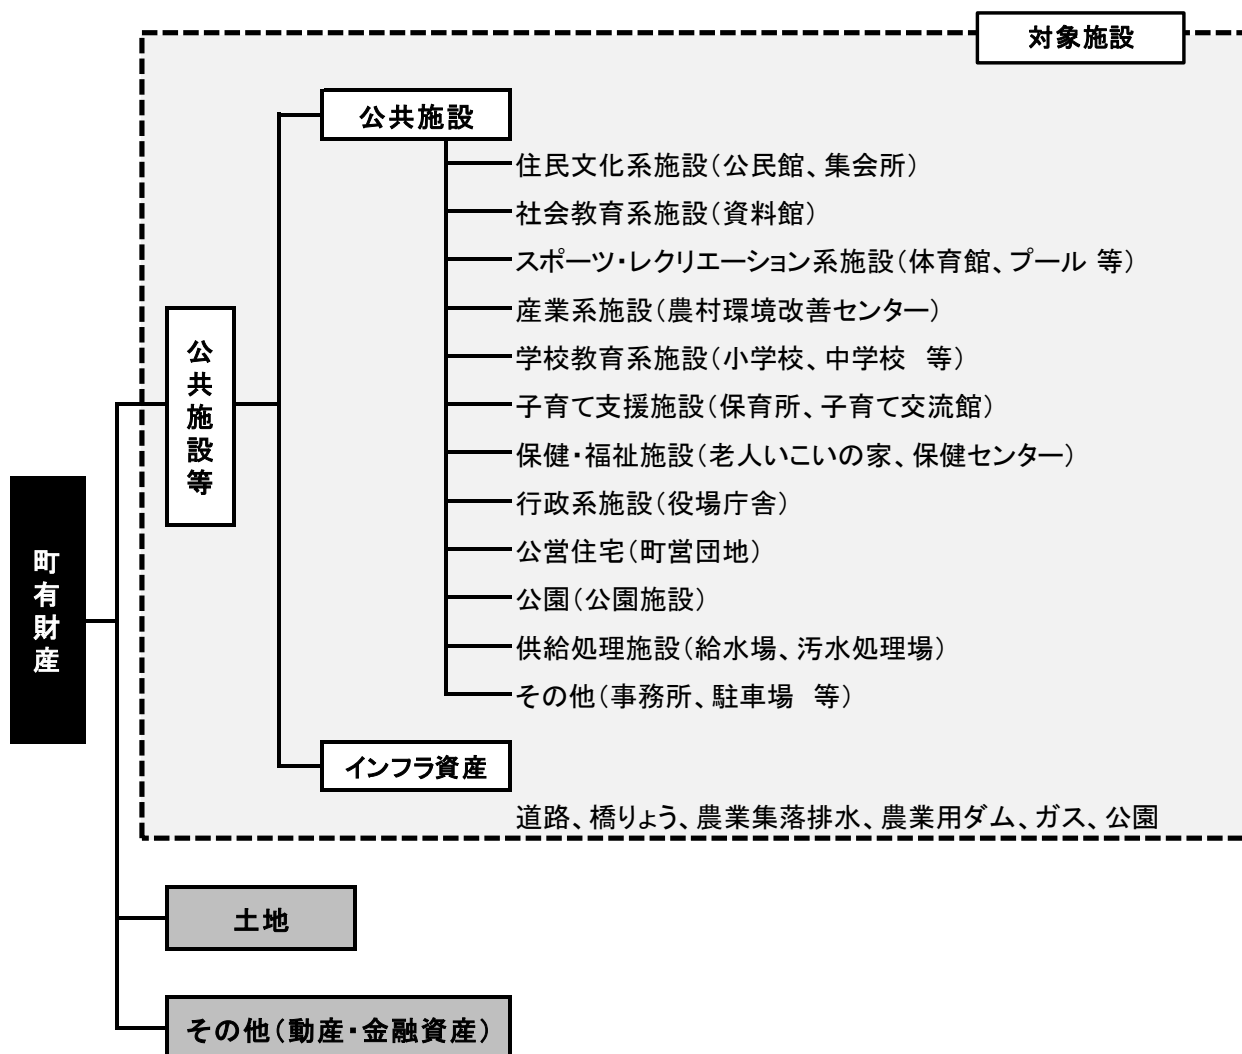 対象施設
公共施設
住民文化系施設（公民館、集会所）
社会教育系施設（資料館）
スポーツ・レクリエーション系施設（体育館、プール 等）
産業系施設（農村環境改善センター）
学校教育系施設（小学校、中学校　等）
子育て支援施設（保育所、子育て交流館）
保健・福祉施設（老人いこいの家、保健センター）
行政系施設（役場庁舎）
公営住宅（町営団地）
公園（公園施設）
供給処理施設（給水場、汚水処理場）
その他（事務所、駐車場　等）
公共施設等
町有財産
インフラ資産
道路、橋りょう、農業集落排水、農業用ダム、ガス、公園
土地
その他（動産・金融資産）